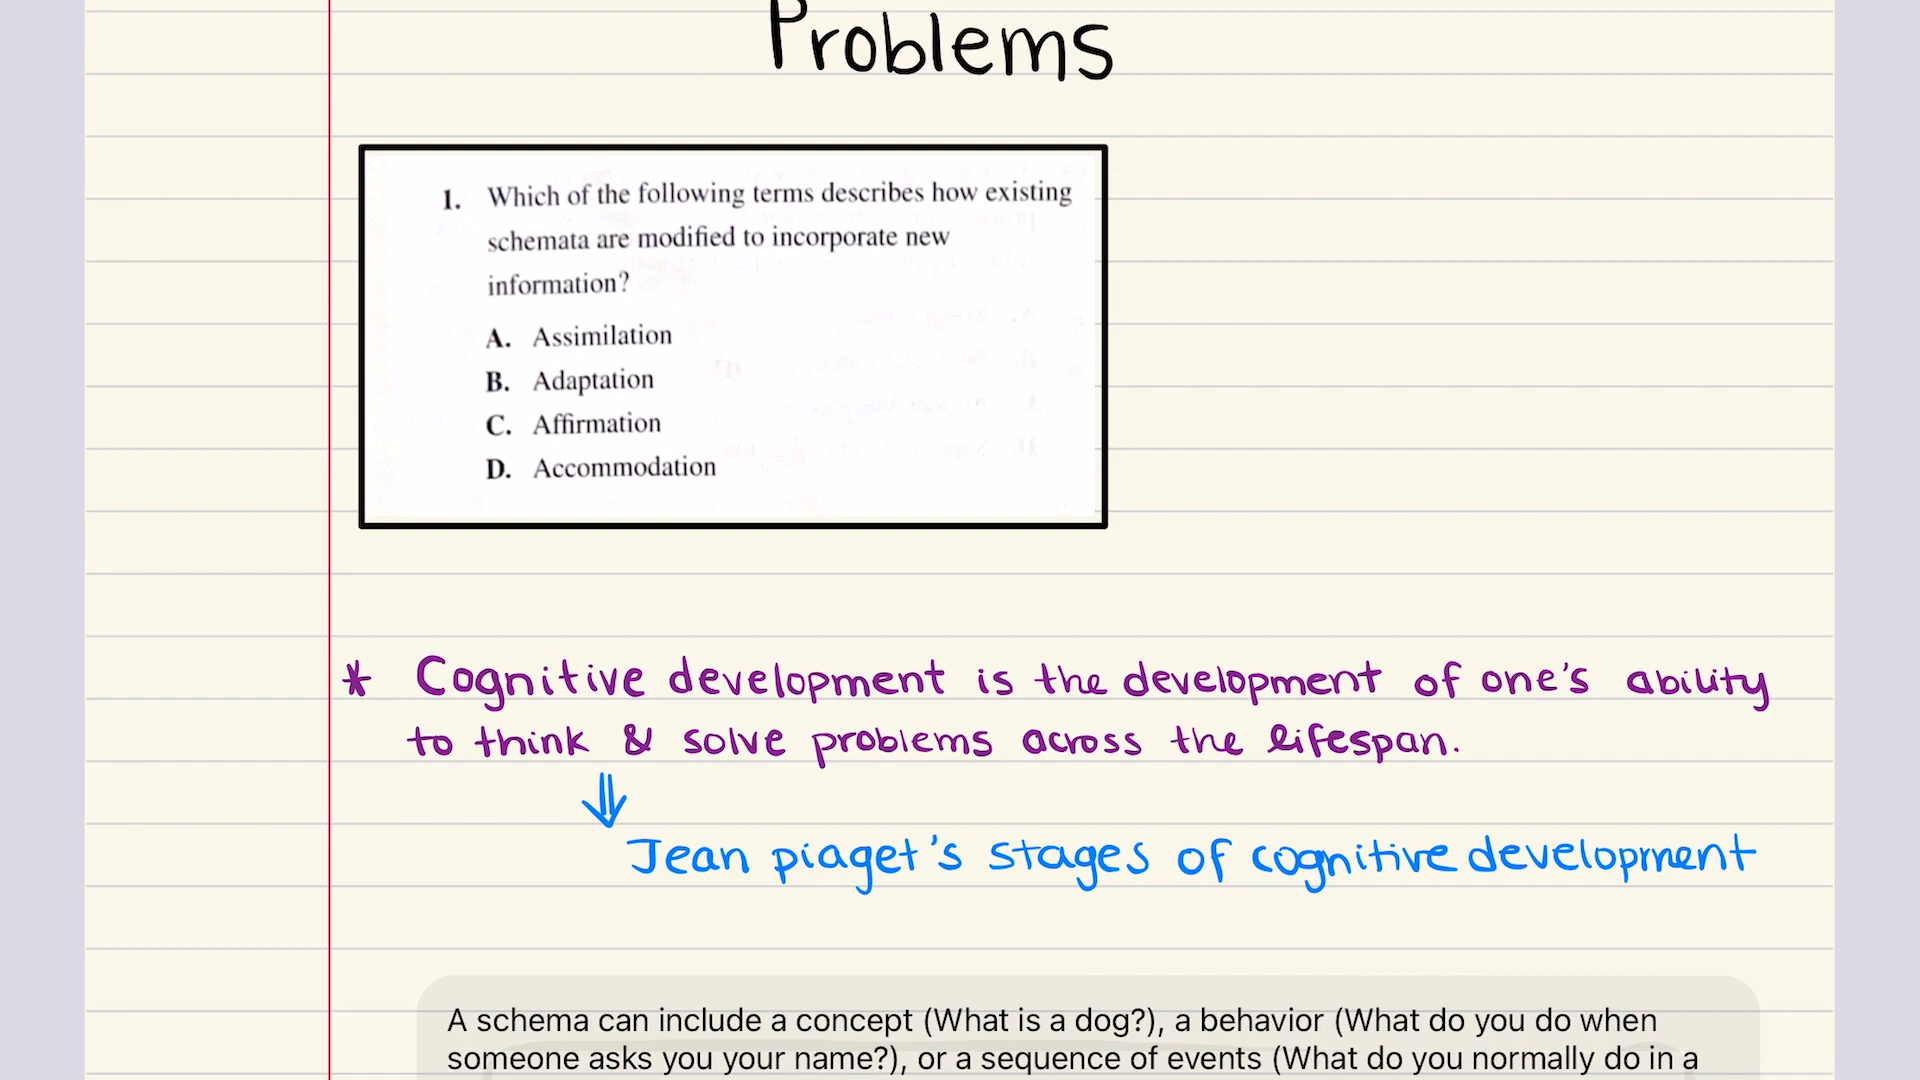 Problems
1. Which of the following terms describes how existing
schemata are modified to incorporate new
information?
A. Assimilation
B. Adaptation
C. Affirmation
D. Accommodation
* Cognitive development is the development of one's ability
to think & solve problems across the lifespan.
Jean piaget's stages of cognitive development
A schema can include a concept (What is a dog?), a behavior (What do you do when
someone asks you your name?), or a sequence of events (What do you normally do in a